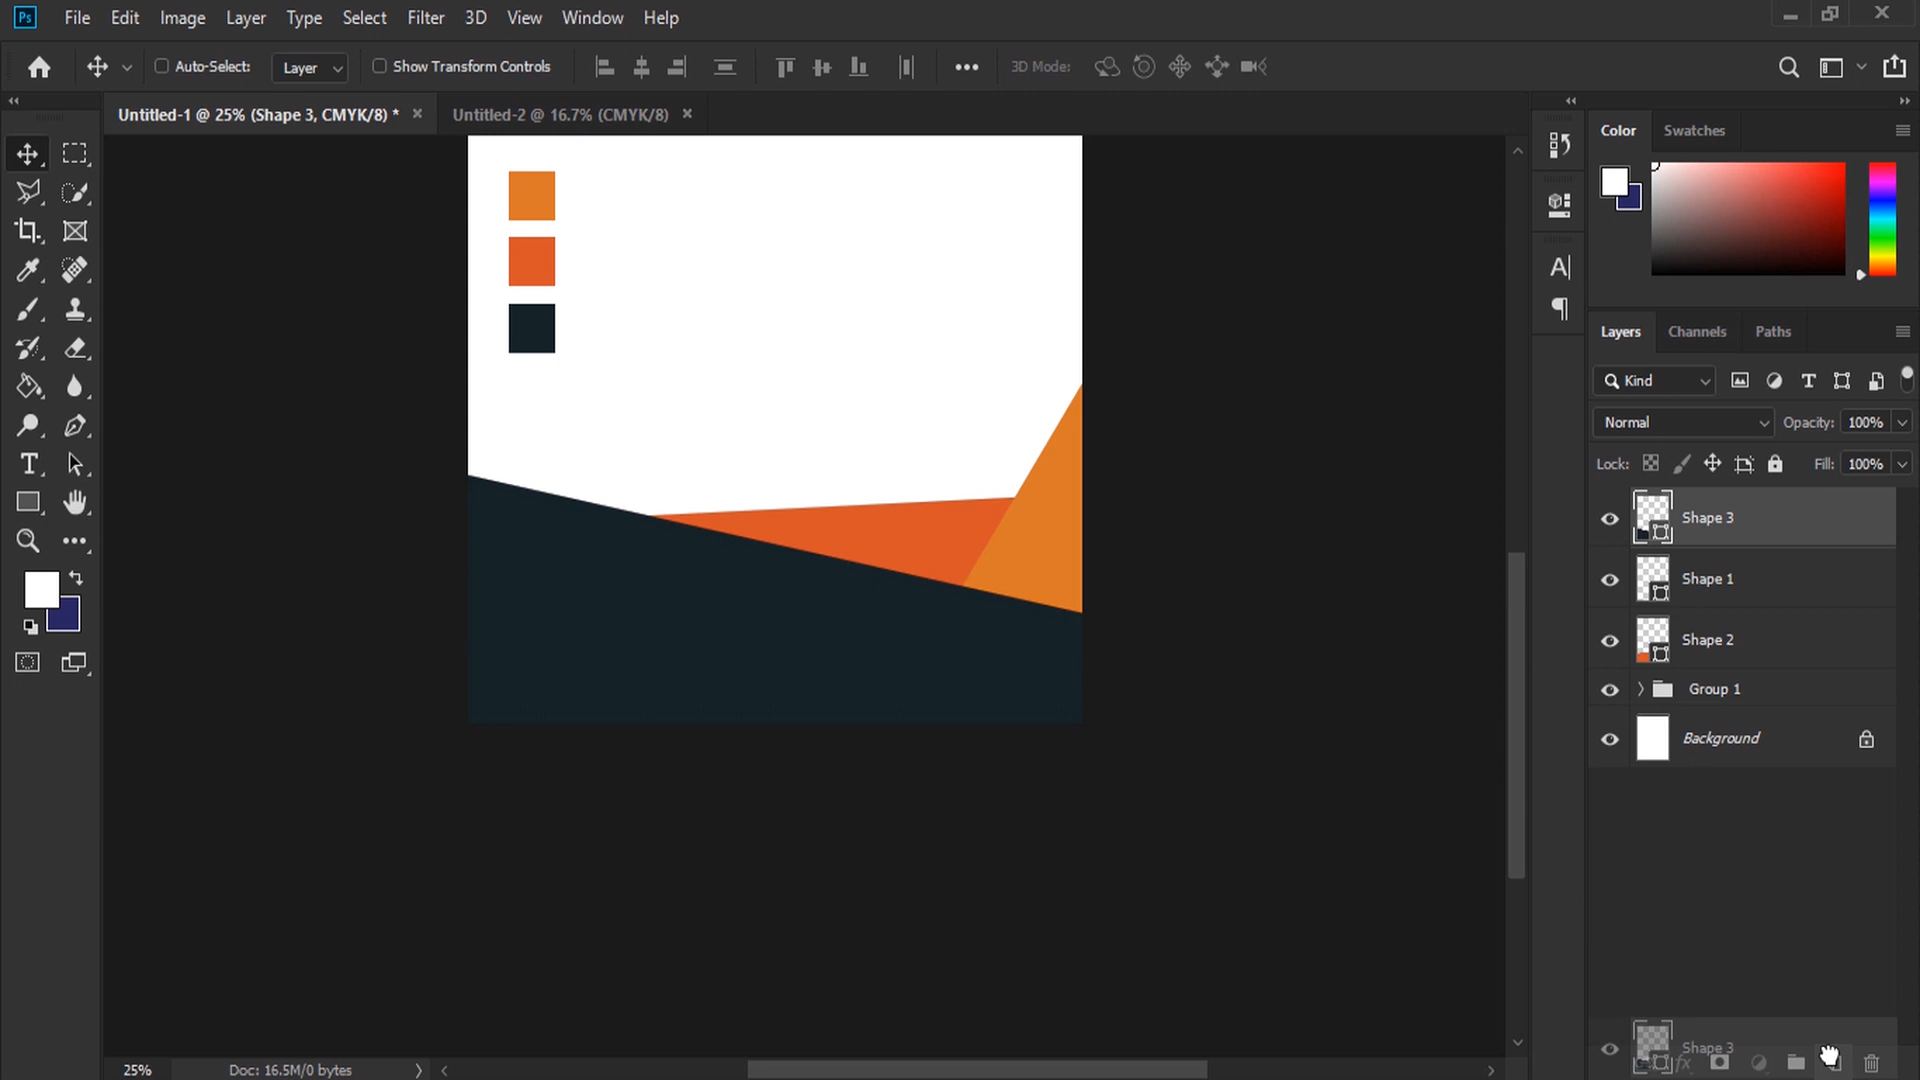 Ps File Edit Image Layer Type Select Filter 3D View Window Help
Auto-Select: Layer Show Transform Controls 3D Mode:
Untitled-1 @ 25% (Shape 3, CMYK/8) * Untitled-2 @ 16.7% (CMYK/8)
Color Swatches
Layers Channels Paths
Kind
Normal Opacity: 100%
Lock: Fill: 100%
Shape 3
Shape 1
Shape 2
Group 1
Background
Shape 3
25% Doc: 16.5M/0 bytes